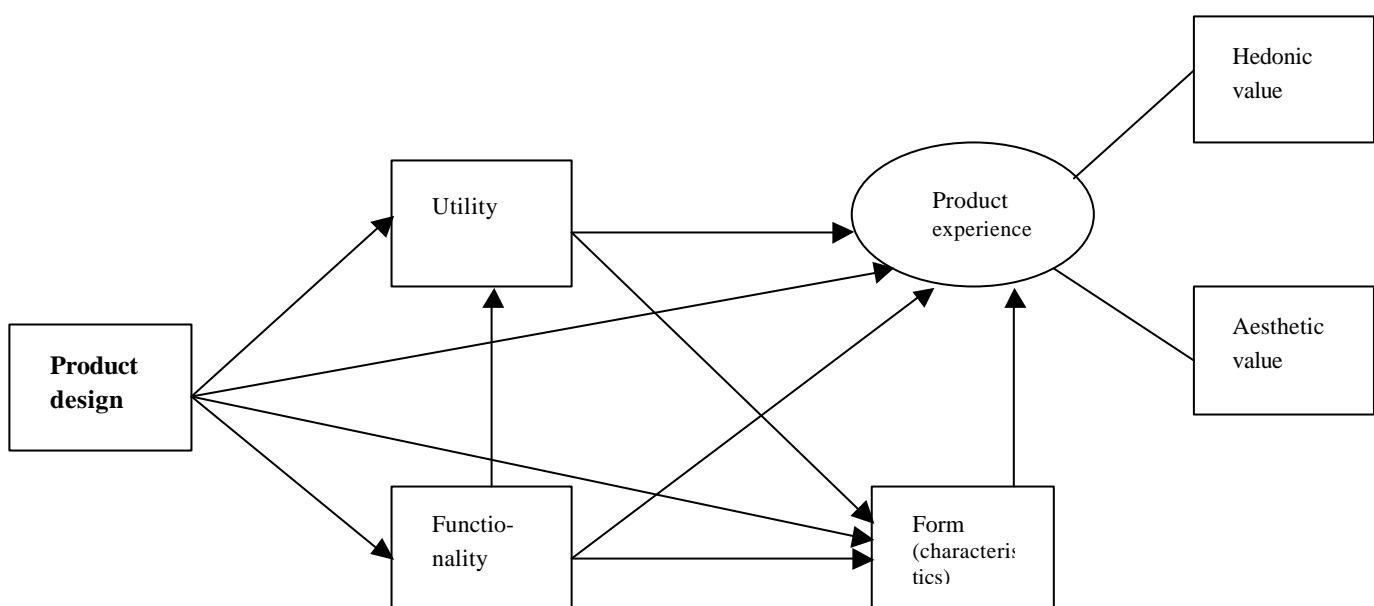 Hedonic
value
Utility
Product
experience
Product
design
Aesthetic
value
Functio-
nality
Form
(characteris
tics)